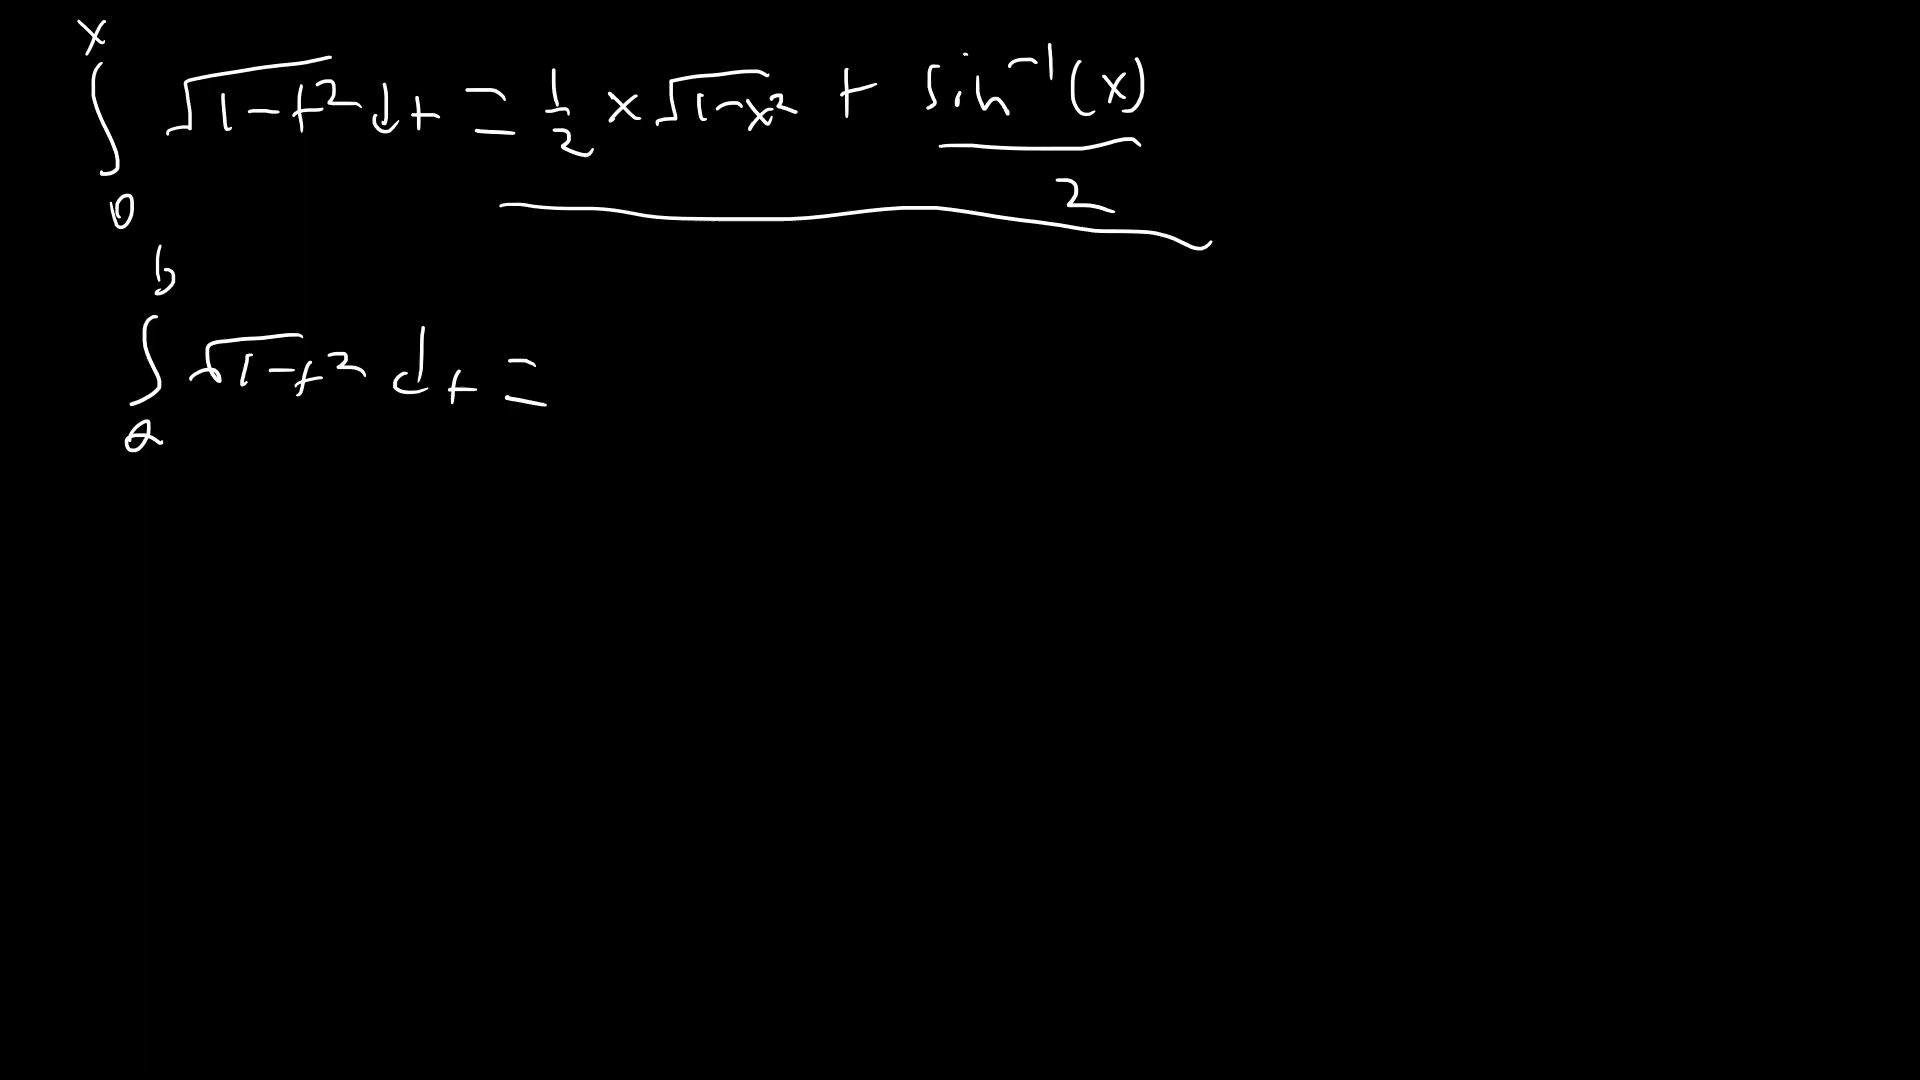 ∫₀ˣ √(1-t²) dt = 1/2 x √(1-x²) + sin⁻¹(x)/2
∫ₐᵇ √(1-t²) dt =